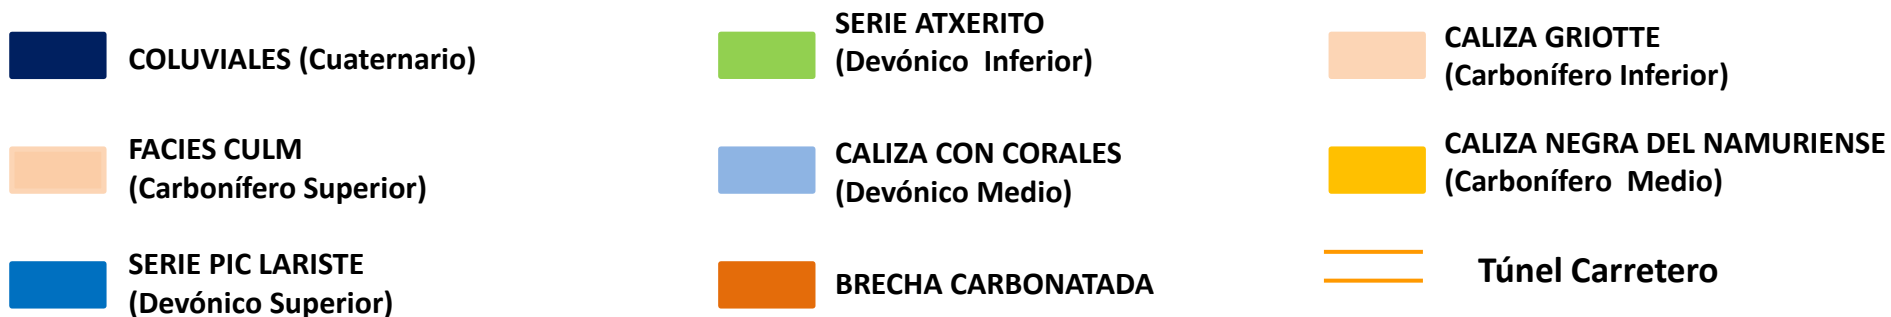 COLUVIALES (Cuaternario)
FACIES CULM
(Carbonífero Superior)
SERIE PIC LARISTE
(Devónico Superior)
SERIE ATXERITO
(Devónico Inferior)
CALIZA CON CORALES
(Devónico Medio)
BRECHA CARBONATADA
CALIZA GRIOTTE
(Carbonífero Inferior)
CALIZA NEGRA DEL NAMURIENSE
(Carbonífero Medio)
Túnel Carretero